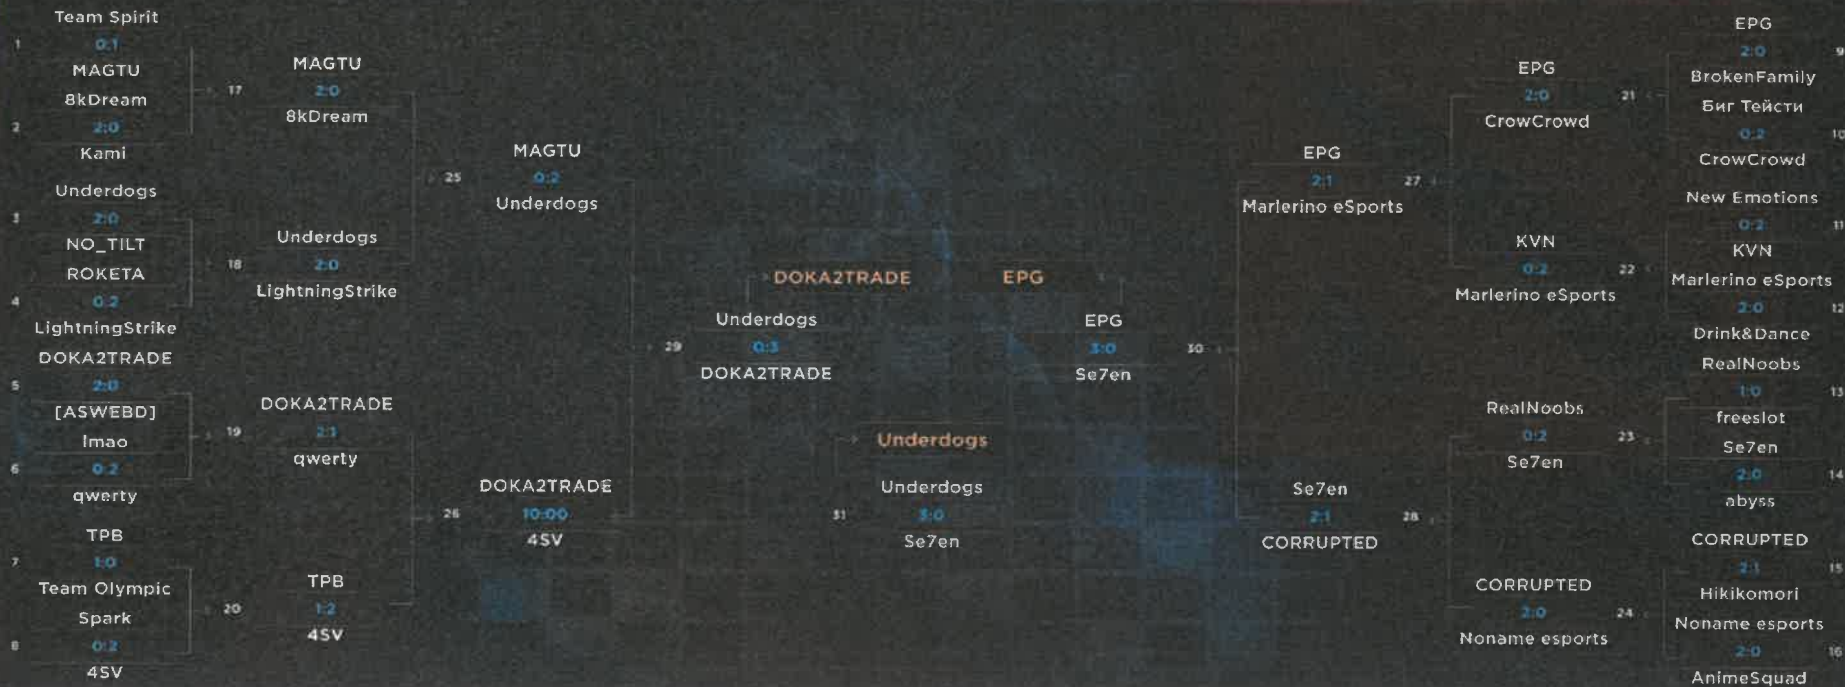 Team Spirit
1
0:1
MAGTU
8kDream
2
2:0
Kami
Underdogs
3
2:0
NO_TILT
ROKETA
4
0:2
LightningStrike
DOKA2TRADE
5
2:0
[ASWEBD]
lmao
6
0:2
qwerty
TPB
7
1:0
Team Olympic
Spark
8
0:2
4SV
17
MAGTU
2:0
8kDream
18
Underdogs
2:0
LightningStrike
19
DOKA2TRADE
2:1
qwerty
20
TPB
1:2
4SV
25
MAGTU
0:2
Underdogs
26
DOKA2TRADE
10:00
4SV
29
Underdogs
0:3
DOKA2TRADE
DOKA2TRADE
EPG
EPG
3:0
30
Se7en
Underdogs
31
Underdogs
3:0
Se7en
EPG
2:1
27
Marlerino eSports
Se7en
2:1
28
CORRUPTED
EPG
2:0
21
CrowCrowd
KVN
0:2
22
Marlerino eSports
RealNoobs
0:2
23
Se7en
CORRUPTED
2:0
24
Noname esports
EPG
2:0
9
BrokenFamily
Биг Тейсти
0:2
10
CrowCrowd
New Emotions
0:2
11
KVN
Marlerino eSports
2:0
12
Drink&Dance
RealNoobs
1:0
13
freeslot
Se7en
2:0
14
abyss
CORRUPTED
2:1
15
Hikikomori
Noname esports
2:0
16
AnimeSquad